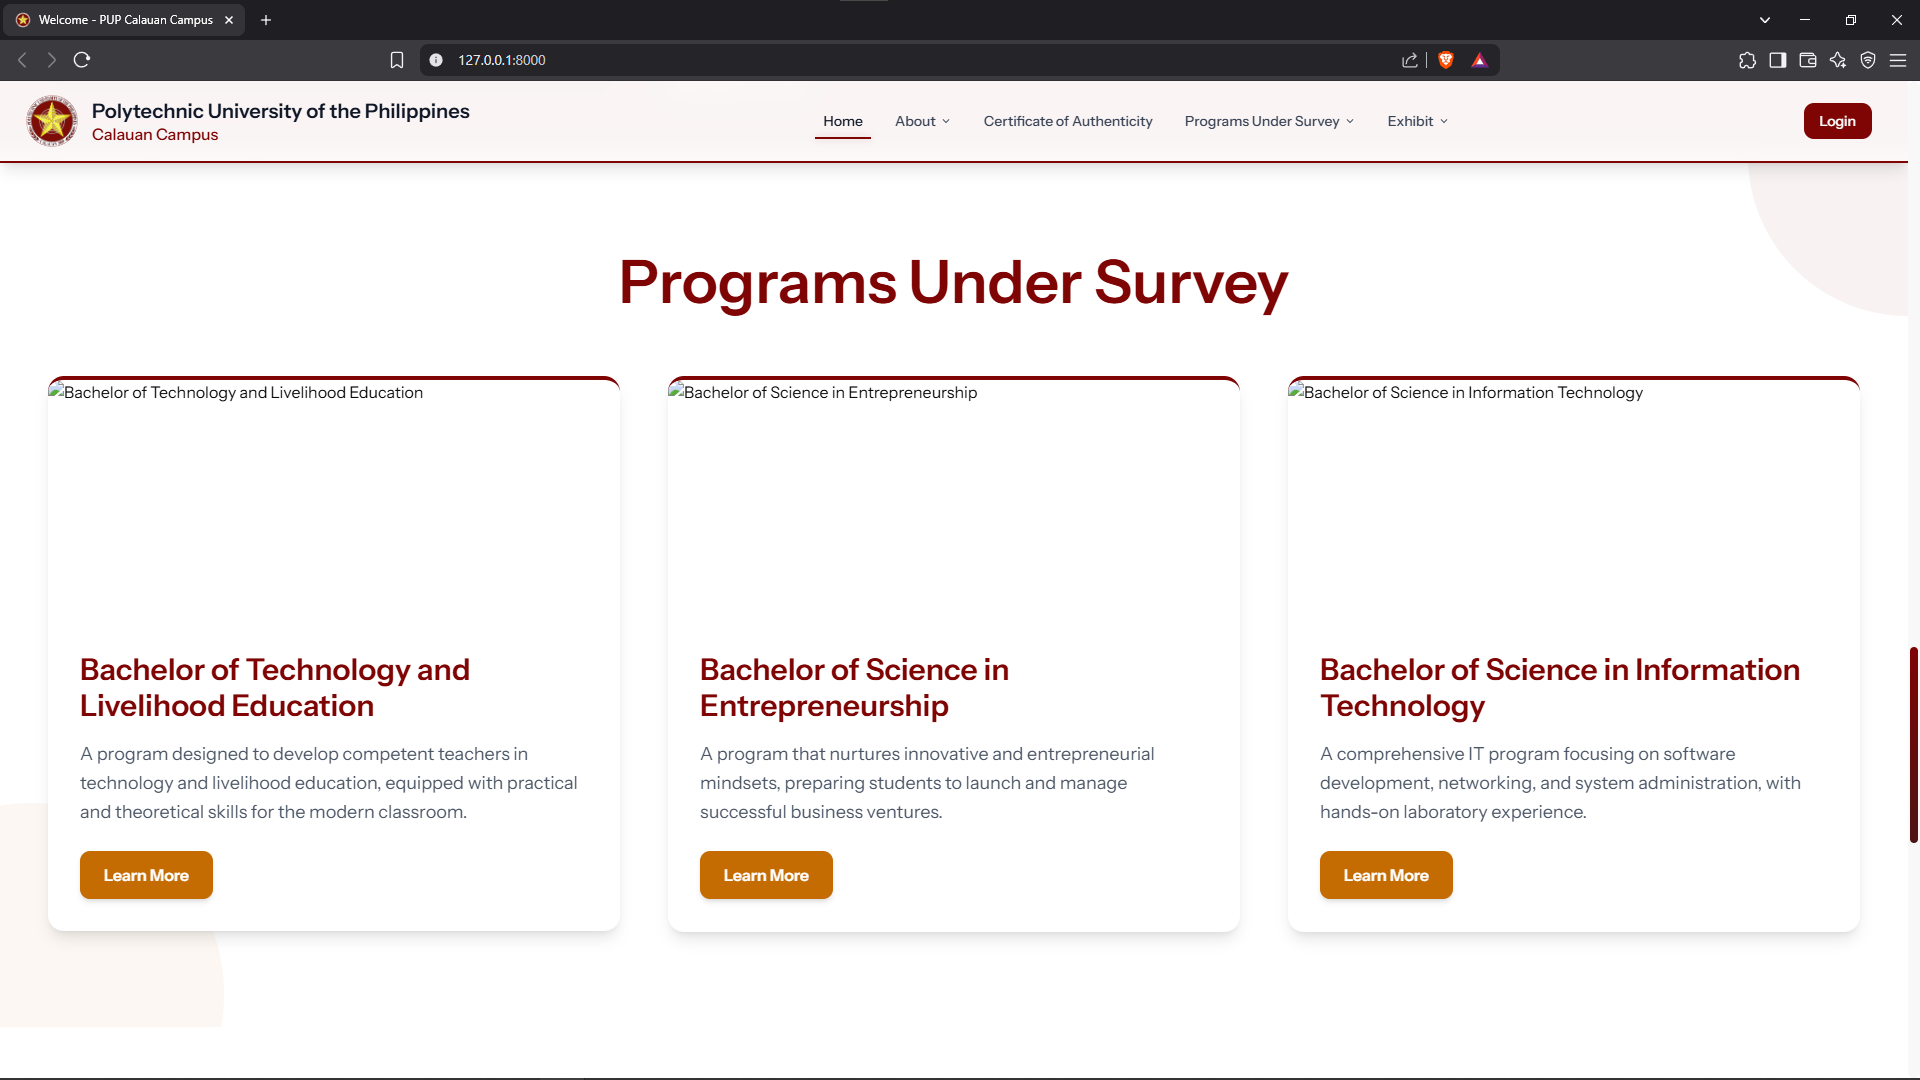 Welcome - PUP Calauan Campus
127.0.0.1:8000
Polytechnic University of the Philippines
Calauan Campus
Home
About
Certificate of Authenticity
Programs Under Survey
Exhibit
Login
Programs Under Survey
Bachelor of Technology and Livelihood Education
Bachelor of Technology and
Livelihood Education
A program designed to develop competent teachers in
technology and livelihood education, equipped with practical
and theoretical skills for the modern classroom.
Learn More
Bachelor of Science in Entrepreneurship
Bachelor of Science in
Entrepreneurship
A program that nurtures innovative and entrepreneurial
mindsets, preparing students to launch and manage
successful business ventures.
Learn More
Bachelor of Science in Information Technology
Bachelor of Science in Information
Technology
A comprehensive IT program focusing on software
development, networking, and system administration, with
hands-on laboratory experience.
Learn More